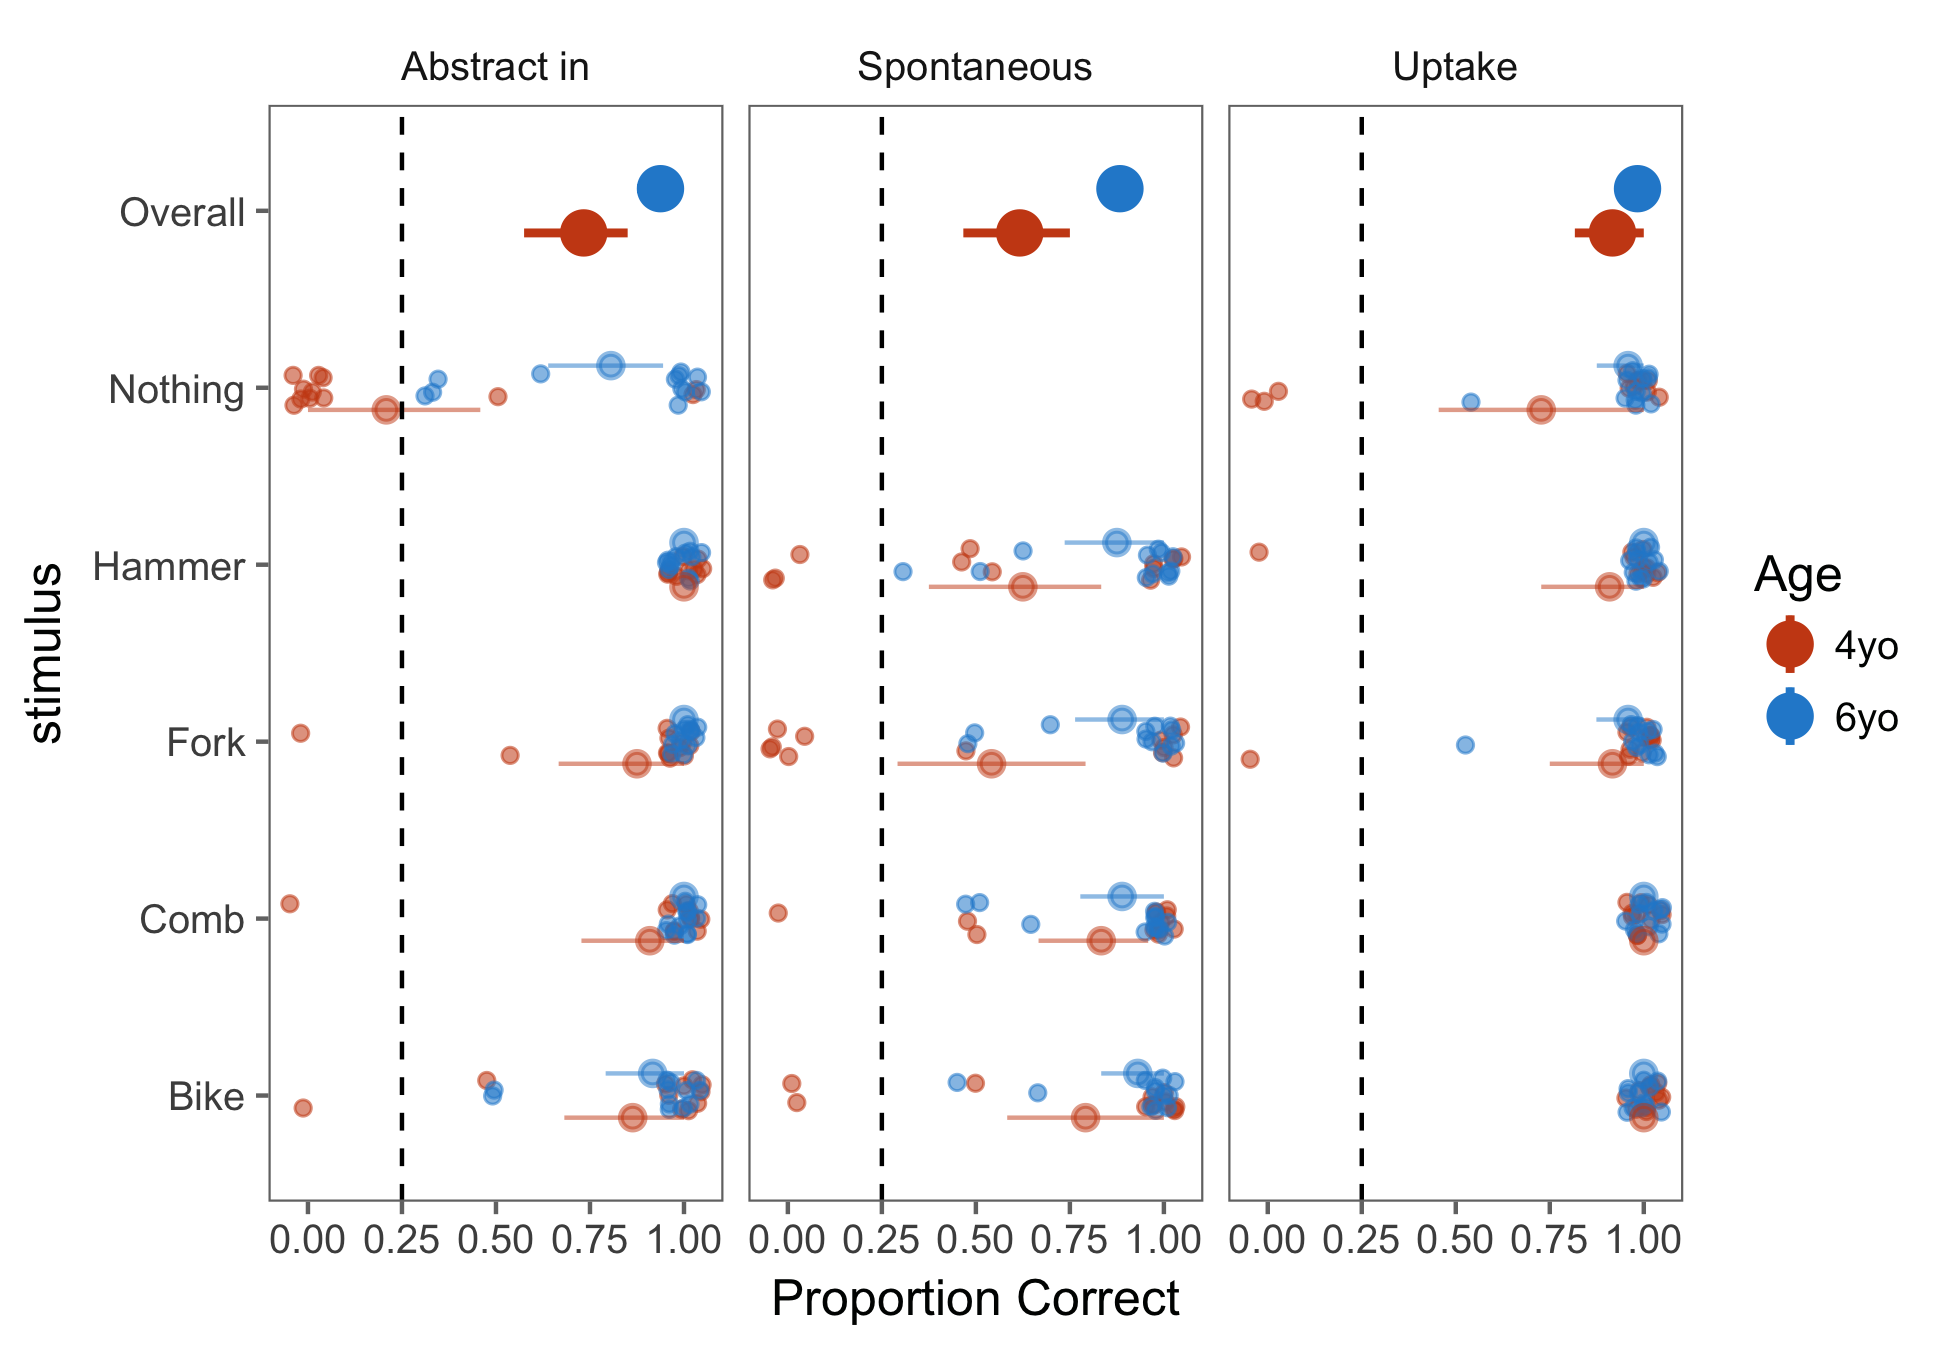 Abstract in Spontaneous Uptake
Overall
Nothing
Hammer
Fork
Comb
Bike
stimulus
0.00 0.25 0.50 0.75 1.00 0.00 0.25 0.50 0.75 1.00 0.00 0.25 0.50 0.75 1.00
Proportion Correct
Age
4yo
6yo